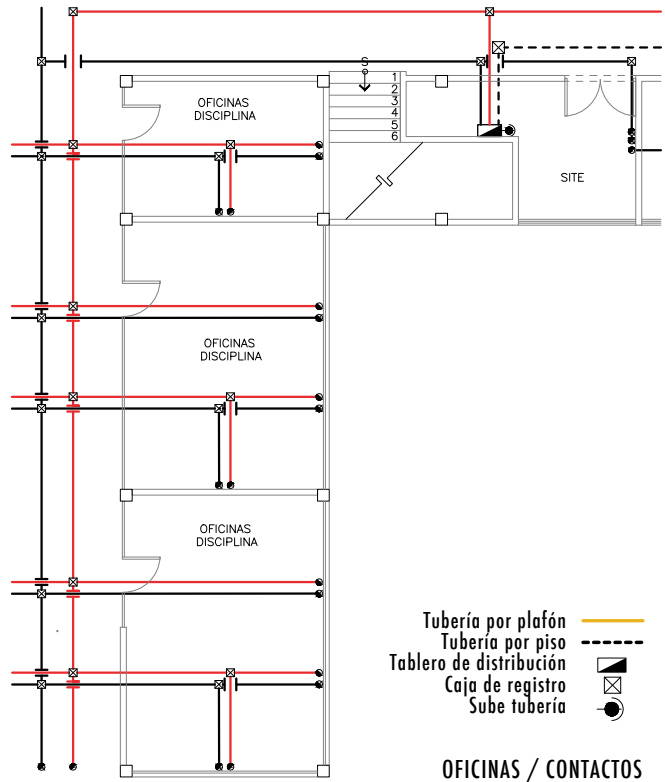 S
1
2
3
4
5
6
OFICINAS
DISCIPLINA
SITE
OFICINAS
DISCIPLINA
OFICINAS
DISCIPLINA
Tubería por plafón
Tubería por piso
Tablero de distribución
Caja de registro
Sube tubería
OFICINAS / CONTACTOS